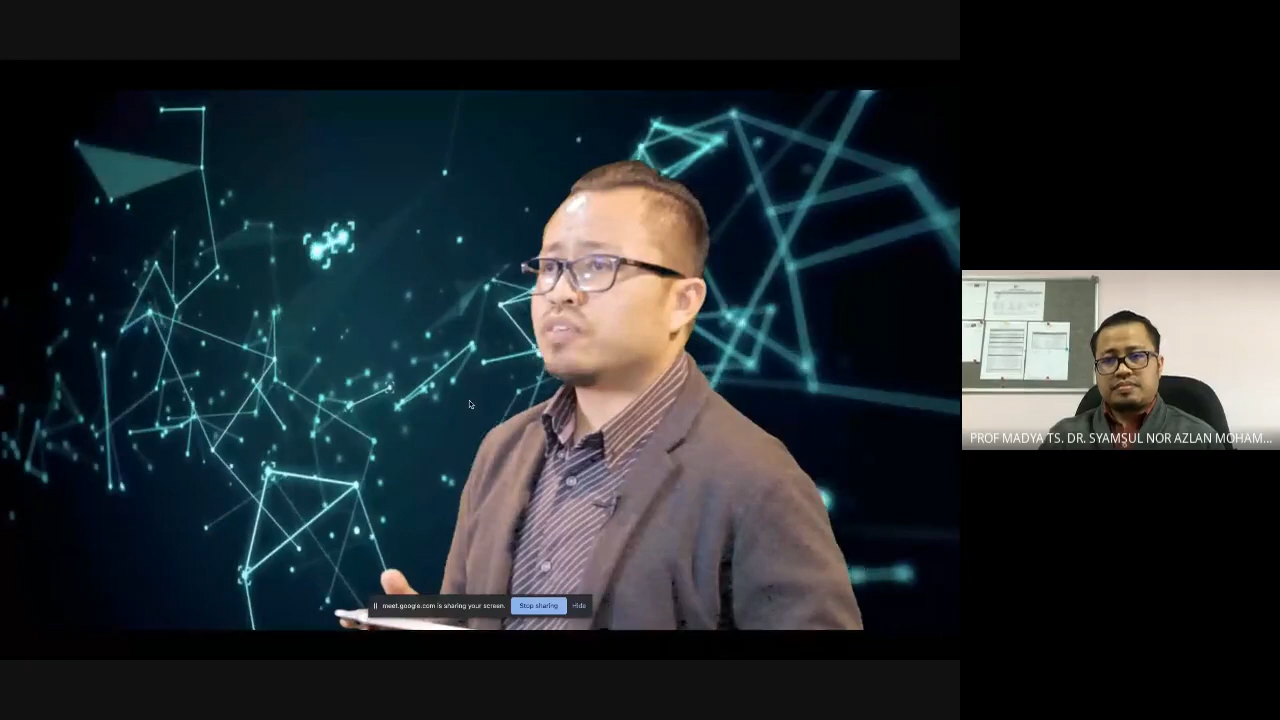 meet.google.com is sharing your screen.
Stop sharing
Hide
PROF MADYA TS. DR. SYAMSUL NOR AZLAN MOHAM...